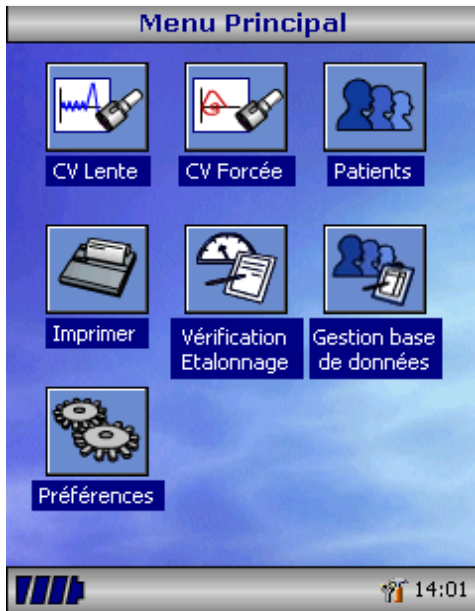 Menu Principal
CV Lente
CV Forcée
Patients
Imprimer
Vérification
Etalonnage
Gestion base
de données
Préférences
14:01